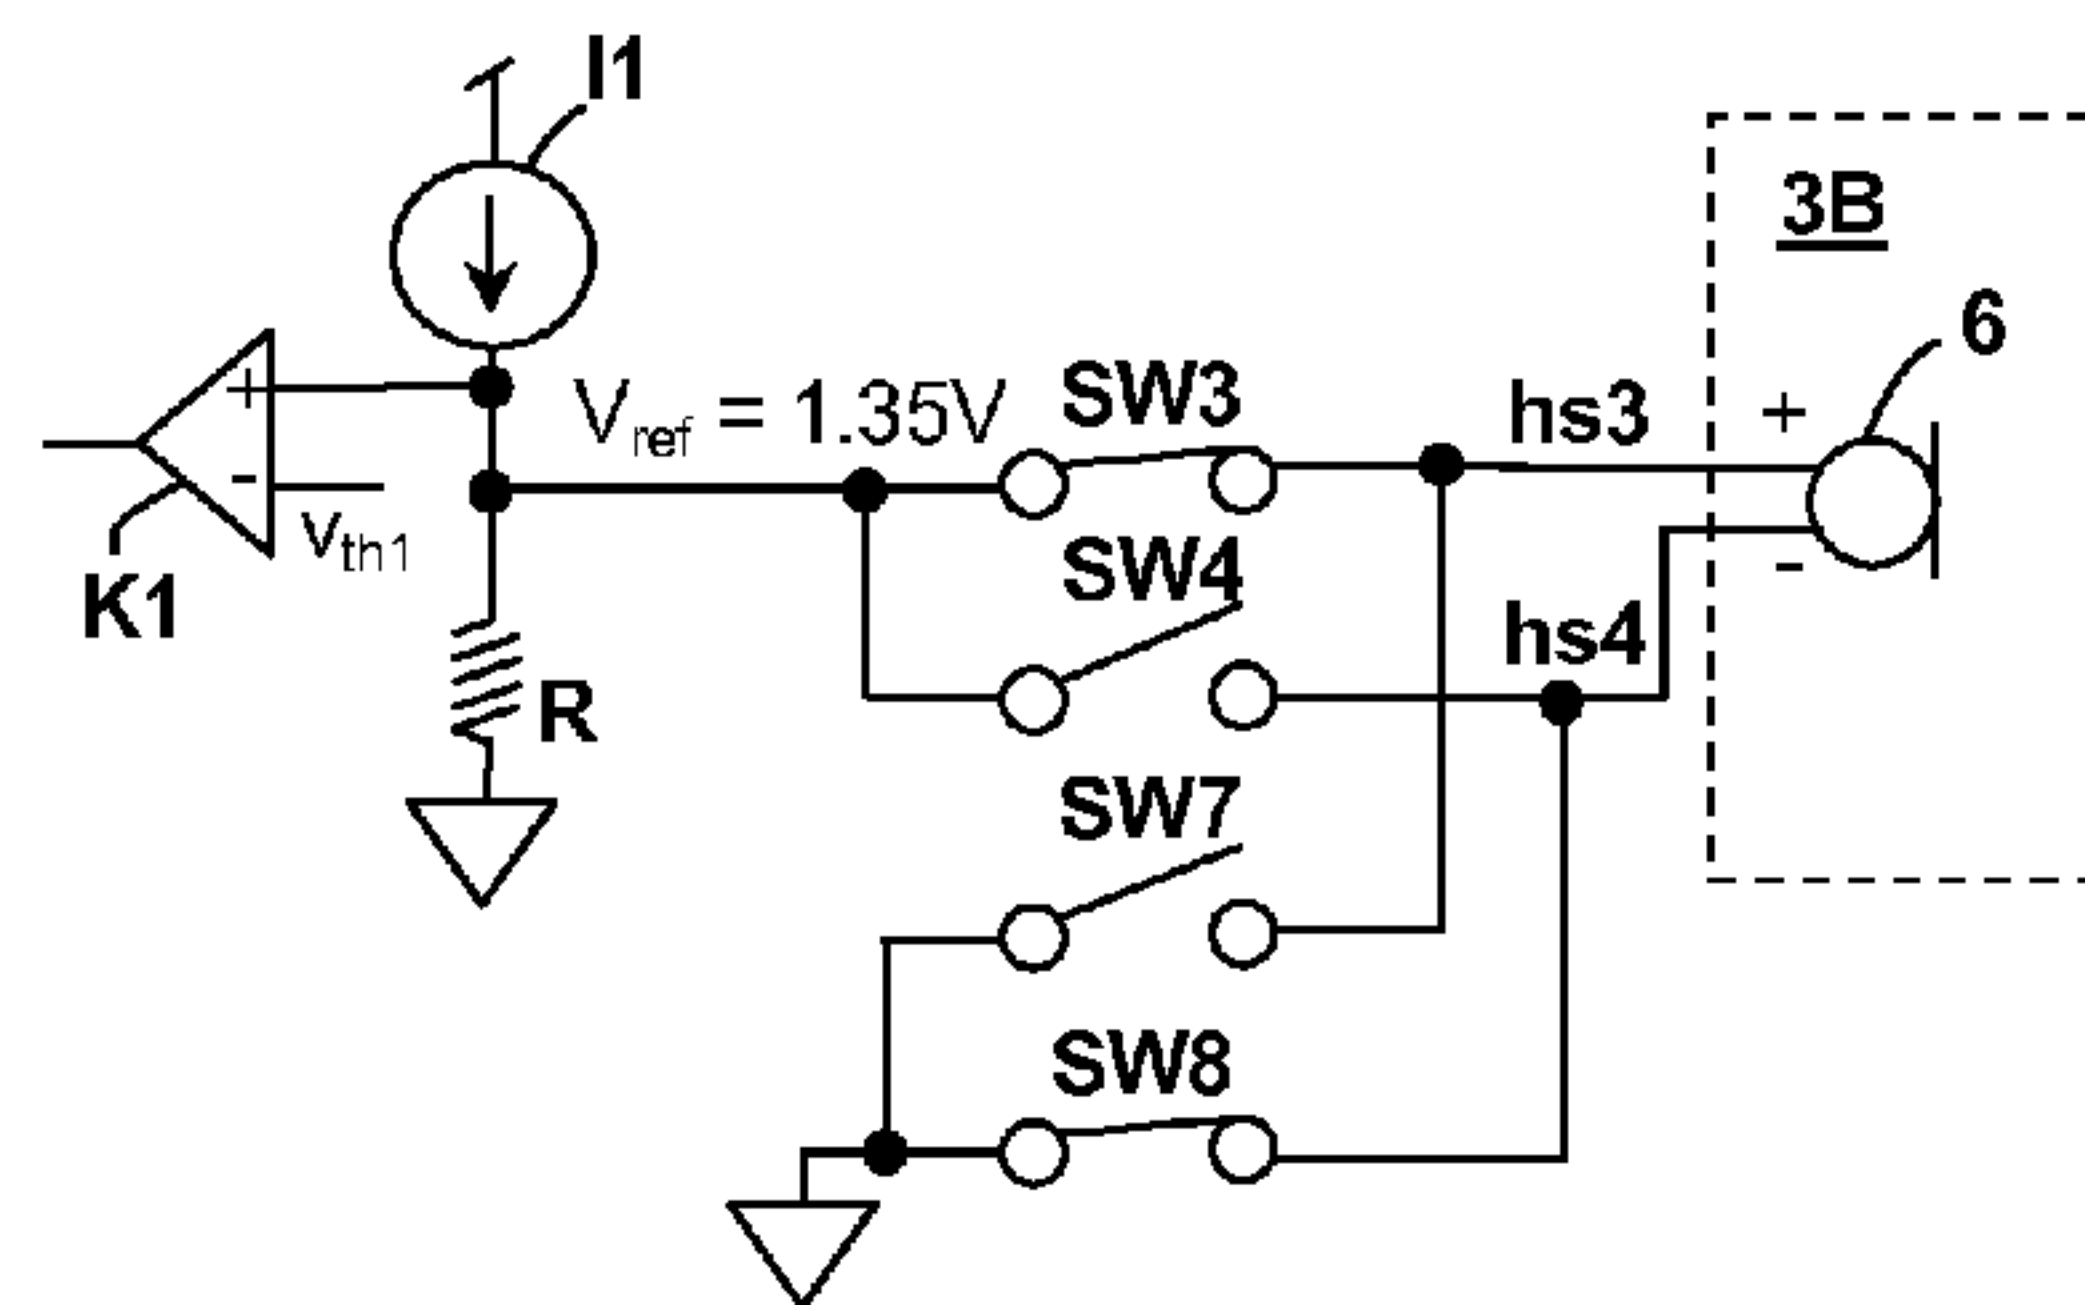 I1
3B
6
+
Vref = 1.35V
SW3
hs3
+
-
vth1
K1
SW4
-
hs4
R
SW7
SW8